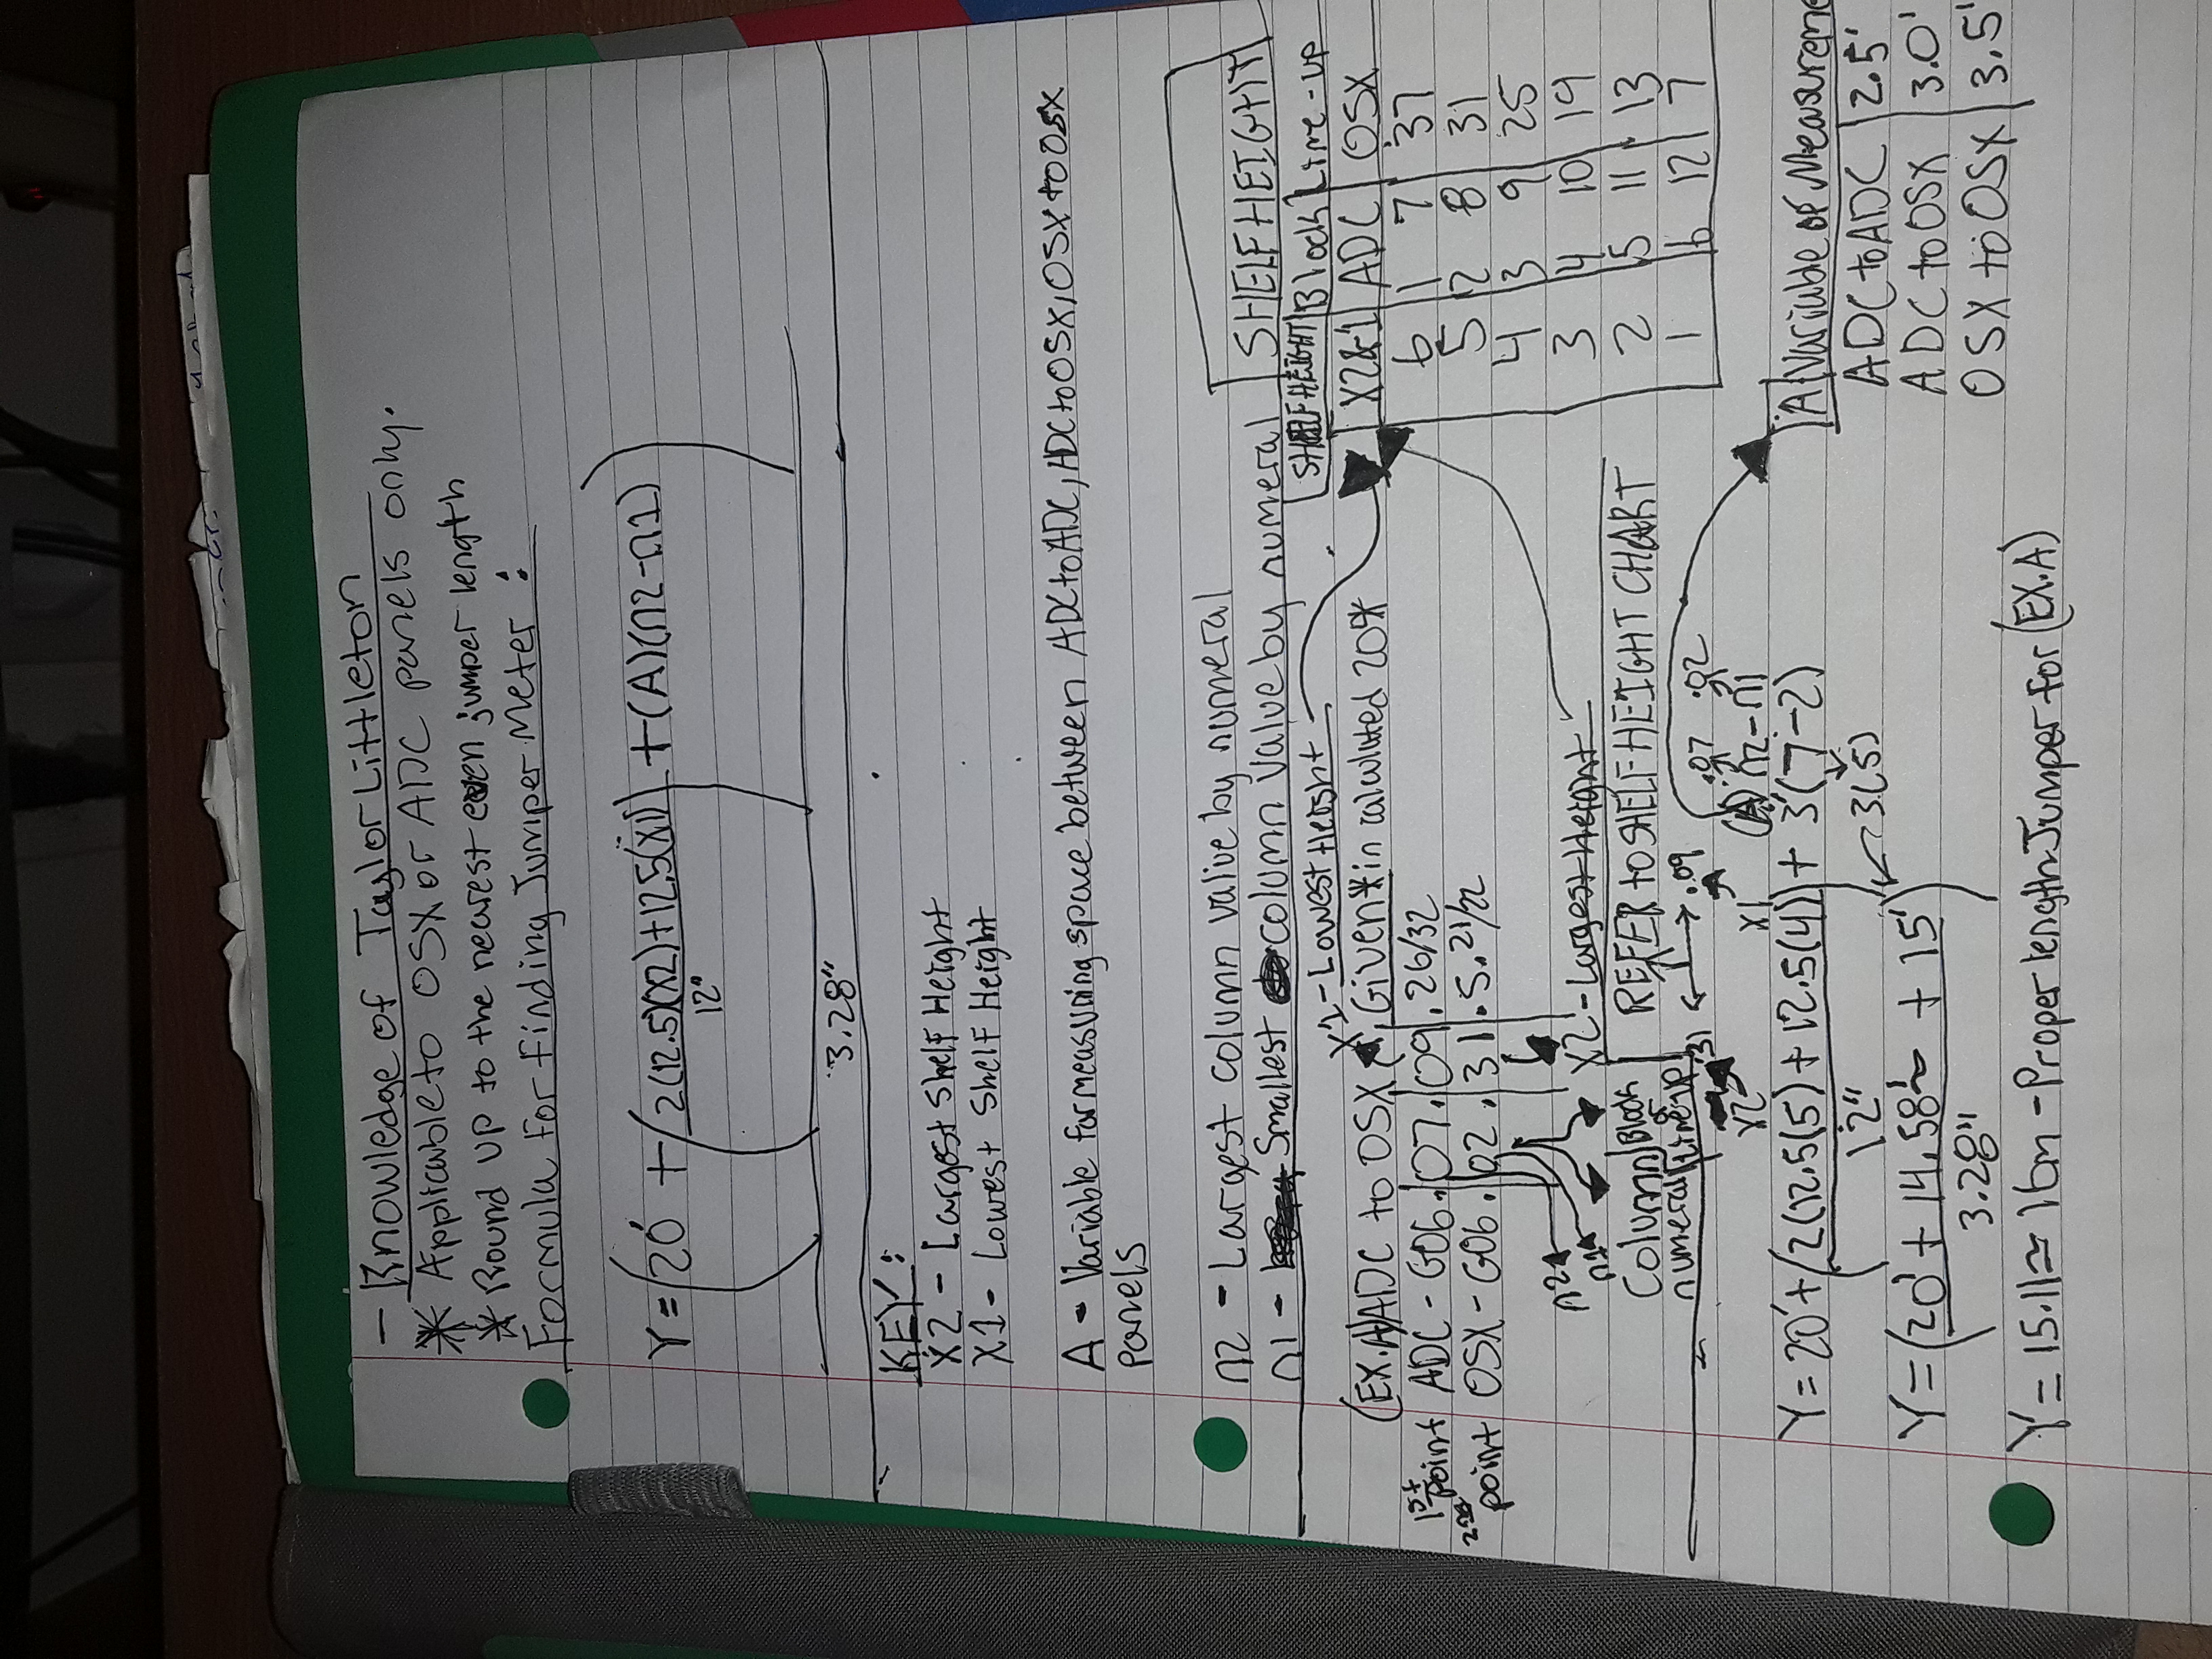 - Knowledge of Taylor Littleton
* Applicable to OSX or ADC panels only.
* Round up to the nearest even jumper length
Formula For finding Jumper Meter :
Y = (20' + (2(12.5)(X2)+12.5(X1)) + (A)(n2-n1))
12"
3.28"
KEY :
X2 - Largest Shelf Height
X1 - Lowest Shelf Height
A - Variable for measuring space between ADC to ADC, ADC to OSX, OSX to OSX
panels
n2 - Largest column value by numeral
n1 - Smallest column value by numeral
SHELF HEIGHT
SHELF HEIGHT | Block | Line-up
X2&1 | ADC | OSX
6 | 1 7 | 37
5 | 2 8 | 31
4 | 3 9 | 25
3 | 4 10 | 19
2 | 5 11 | 13
1 | 6 12 | 7
X1 - Lowest Height
(EX.A) ADC to OSX Given * in calculated 20' *
1st point ADC - G06.|07.|09|.26/32
2nd point OSX - G06.|02.|31|.5.21/22
n2
n1
X2 - Largest Height
Column numeral | Block or Line-up
REFER to SHELF HEIGHT CHART
.31 .09 .07 .02
X2 X1 (A) n2-n1
Y = 20' + (2(12.5(5) + 12.5(4)) + 3'(7-2)
12"
3(5)
Y = (20' + 14.58' ~ + 15')
3.28"
Y = 15.11 ≈ 16m - Proper length Jumper for (EX.A)
A | Variable of Measureme
ADC to ADC | 2.5'
ADC to OSX | 3.0'
OSX to OSX | 3.5'